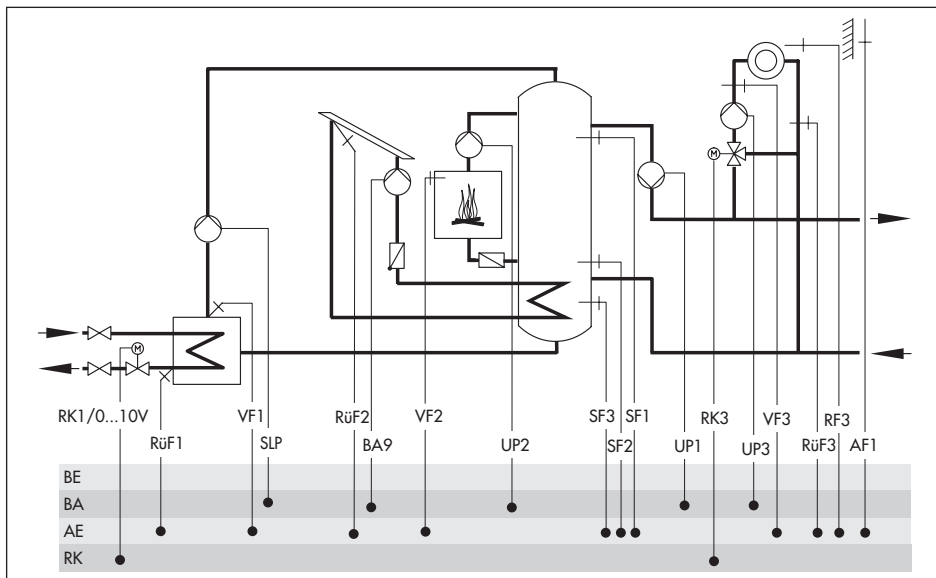 M
M
RK1/0...10V VF1 RüF2 VF2 SF3 SF1 RK3 VF3 RF3
RüF1 SLP BA9 UP2 SF2 UP1 UP3 RüF3 AF1
BE
BA
AE
RK